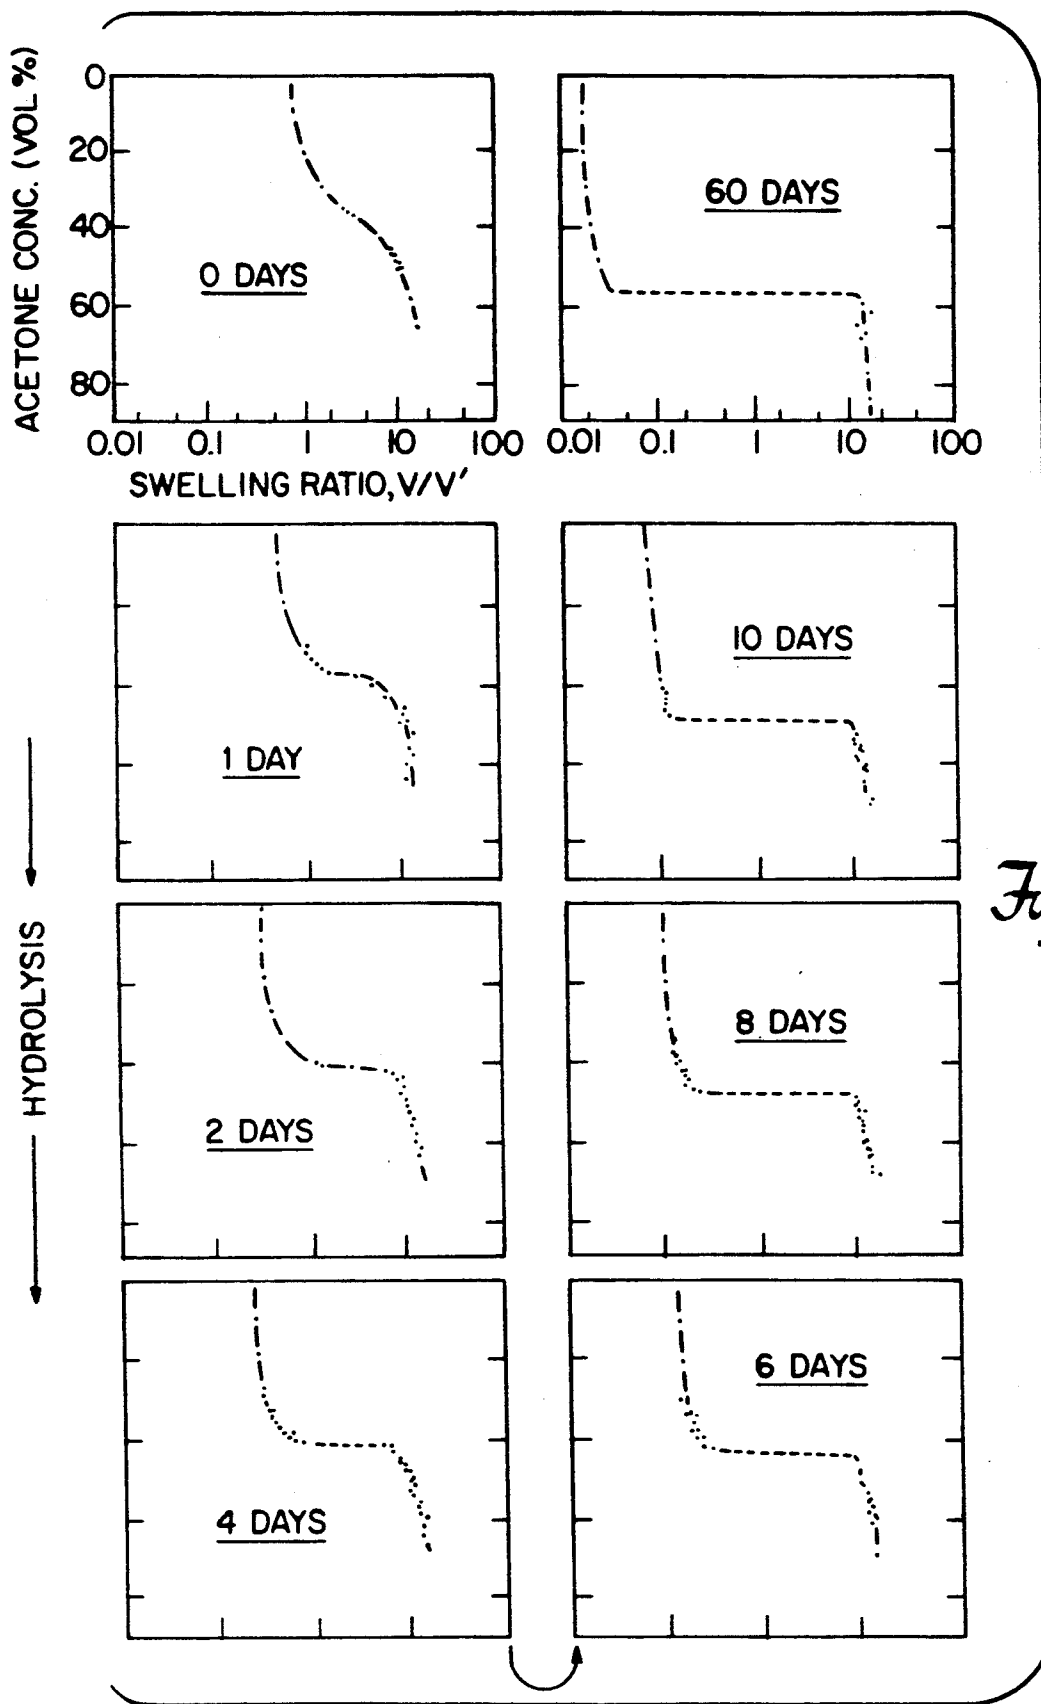 ACETONE CONC. (VOL %)
0
20
40
60
80
0 DAYS
0.01 0.1 1 10 100
SWELLING RATIO, V/V'
60 DAYS
0.01 0.1 1 10 100
HYDROLYSIS
1 DAY
10 DAYS
2 DAYS
8 DAYS
4 DAYS
6 DAYS